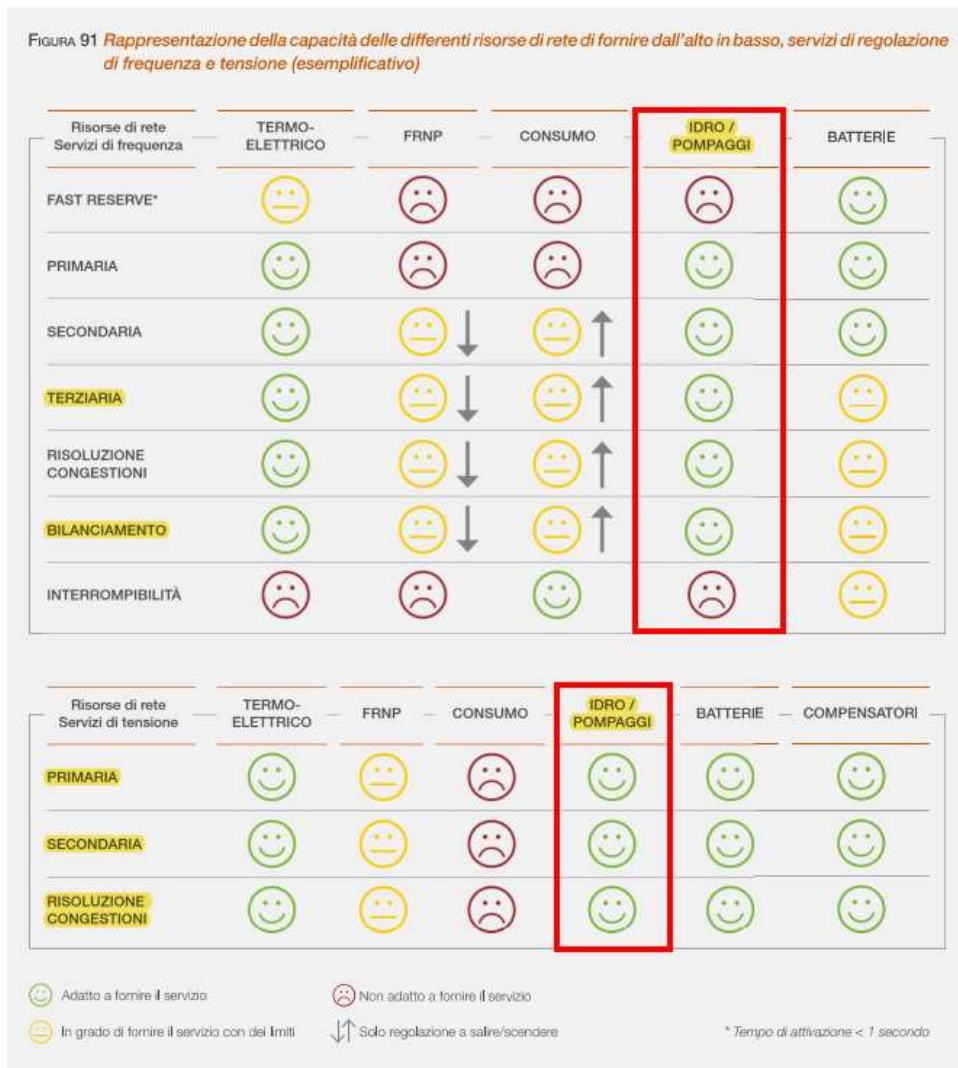 FIGURA 91 Rappresentazione della capacità delle differenti risorse di rete di fornire dall'alto in basso, servizi di regolazione
di frequenza e tensione (esemplificativo)
Risorse di rete
Servizi di frequenza
TERMO-
ELETTRICO
FRNP
CONSUMO
IDRO /
POMPAGGI
BATTERIE
FAST RESERVE*
PRIMARIA
SECONDARIA
TERZIARIA
RISOLUZIONE
CONGESTIONI
BILANCIAMENTO
INTERROMPIBILITÀ
Risorse di rete
Servizi di tensione
TERMO-
ELETTRICO
FRNP
CONSUMO
IDRO /
POMPAGGI
BATTERIE
COMPENSATORI
PRIMARIA
SECONDARIA
RISOLUZIONE
CONGESTIONI
Adatto a fornire il servizio
Non adatto a fornire il servizio
In grado di fornire il servizio con dei limiti
Solo regolazione a salire/scendere
* Tempo di attivazione < 1 secondo